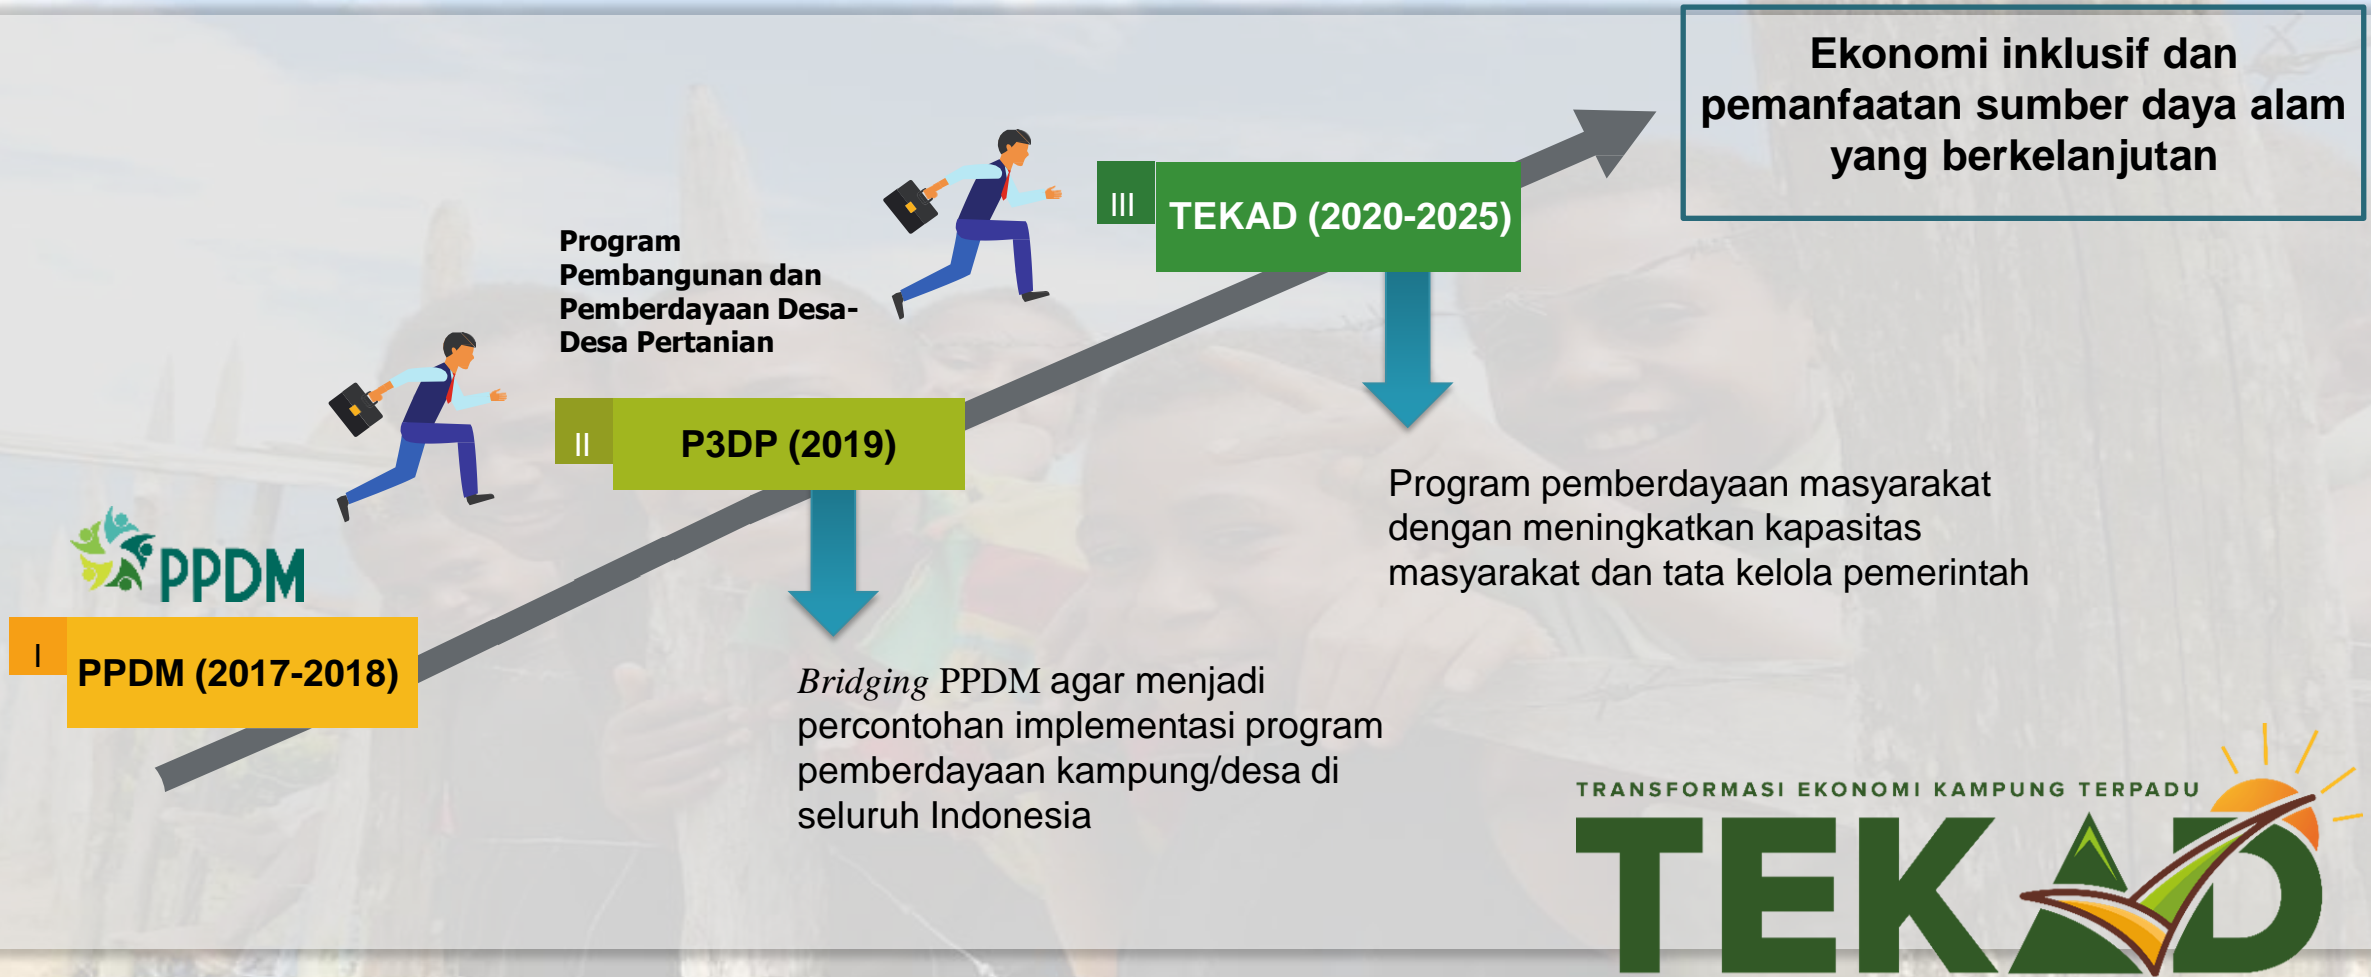 Ekonomi inklusif dan
pemanfaatan sumber daya alam
yang berkelanjutan
III
TEKAD (2020-2025)
Program
Pembangunan dan
Pemberdayaan Desa-
Desa Pertanian
II
P3DP (2019)
Program pemberdayaan masyarakat
dengan meningkatkan kapasitas
masyarakat dan tata kelola pemerintah
PPDM
I
PPDM (2017-2018)
Bridging PPDM agar menjadi
percontohan implementasi program
pemberdayaan kampung/desa di
seluruh Indonesia
TRANSFORMASI EKONOMI KAMPUNG TERPADU
TEKAD